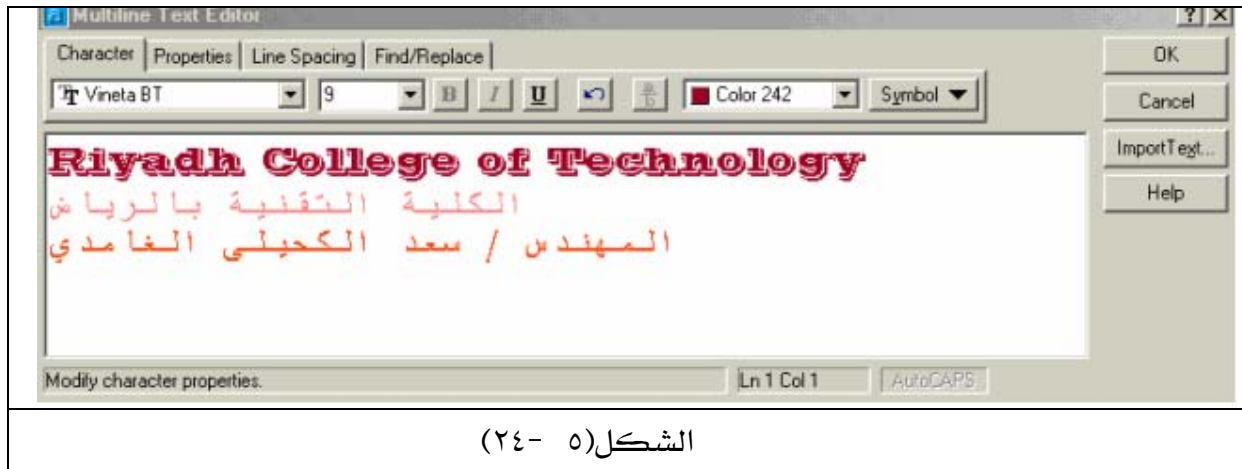 Multiline Text Editor
Character Properties Line Spacing Find/Replace
OK
Vineta BT 9 B I U a/b Color 242 Symbol
Cancel
Riyadh College of Technology
ImportText...
الكلية التقنية بالرياض
Help
المهندس / سعد الكحيلي الغامدي
Modify character properties. Ln 1 Col 1 AutoCAPS
الشكل(٥ -٢٤)